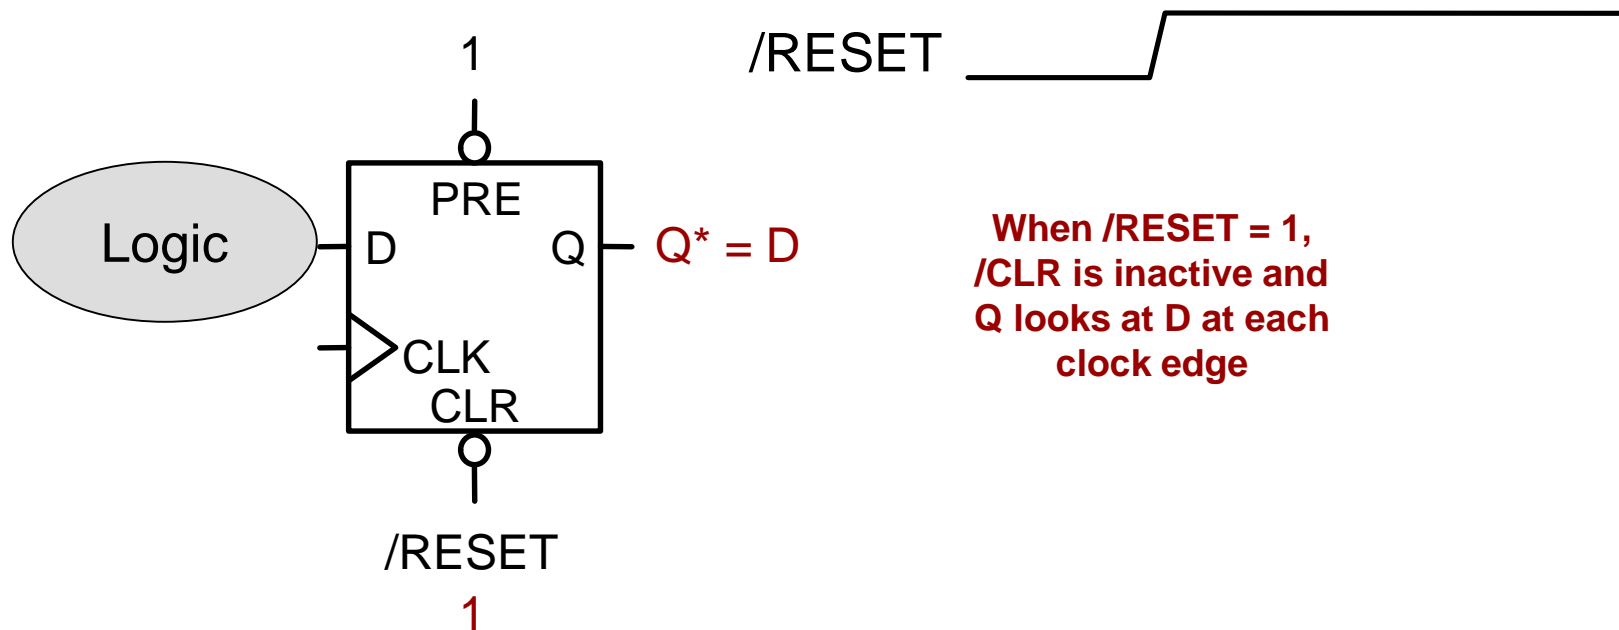 1
/RESET
PRE
Logic
D
Q
Q* = D
CLK
CLR
/RESET
1
When /RESET = 1,
/CLR is inactive and
Q looks at D at each
clock edge